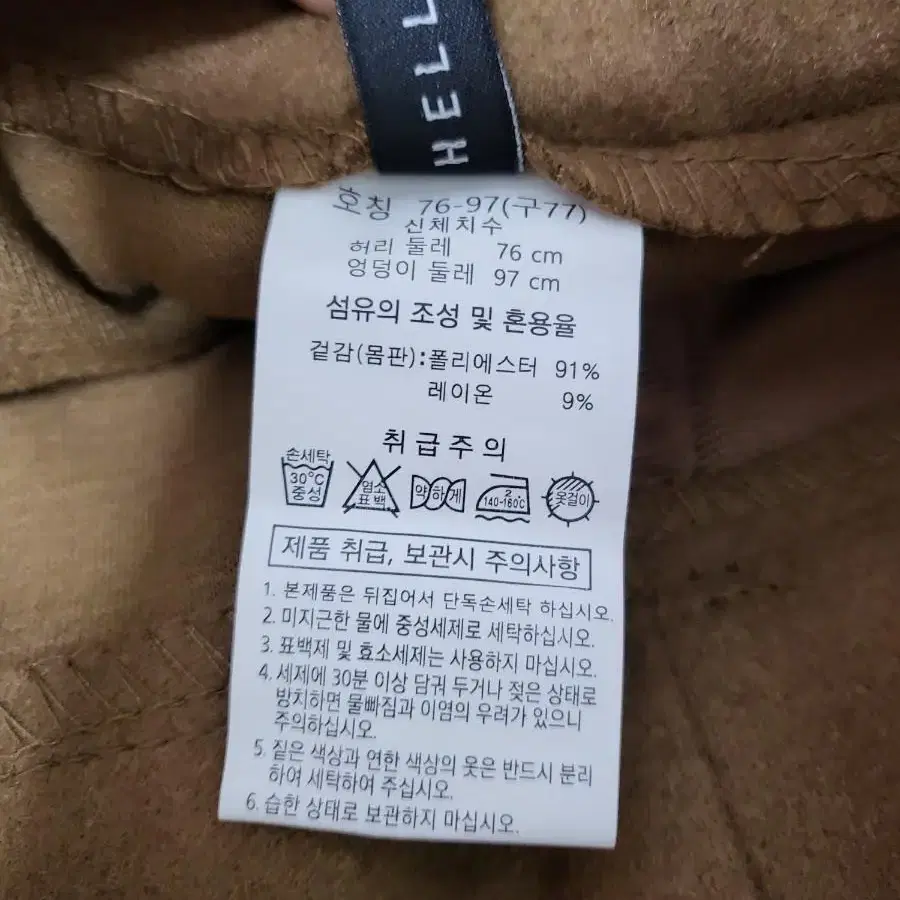 HELL
호칭 76-97(구77)
신체치수
허리 둘레 76 cm
엉덩이 둘레 97 cm
섬유의 조성 및 혼용율
겉감(몸판):폴리에스터 91%
레이온 9%
취급주의
손세탁
30℃
중성
염소
표백
약하게
2
140-160℃
옷걸이
제품 취급, 보관시 주의사항
1. 본제품은 뒤집어서 단독손세탁 하십시오.
2. 미지근한 물에 중성세제로 세탁하십시오.
3. 표백제 및 효소세제는 사용하지 마십시오.
4. 세제에 30분 이상 담궈 두거나 젖은 상태로
방치하면 물빠짐과 이염의 우려가 있으니
주의하십시오.
5. 짙은 색상과 연한 색상의 옷은 반드시 분리
하여 세탁하여 주십시오.
6. 습한 상태로 보관하지 마십시오.